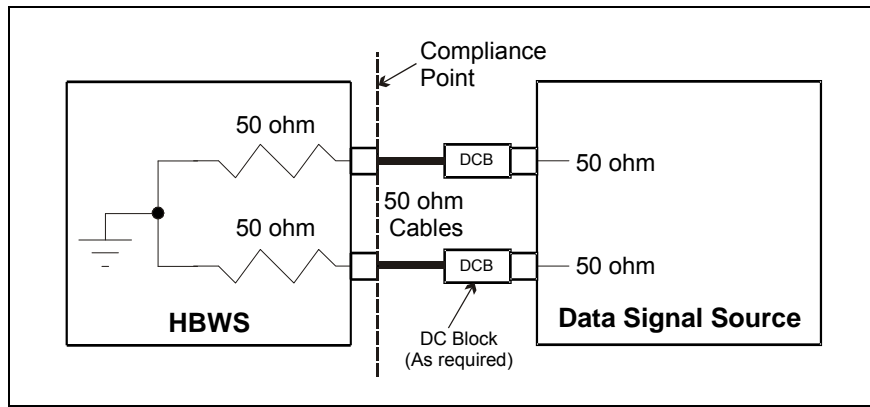 Compliance
Point
50 ohm
DCB
50 ohm
50 ohm
Cables
50 ohm
DCB
50 ohm
HBWS
Data Signal Source
DC Block
(As required)